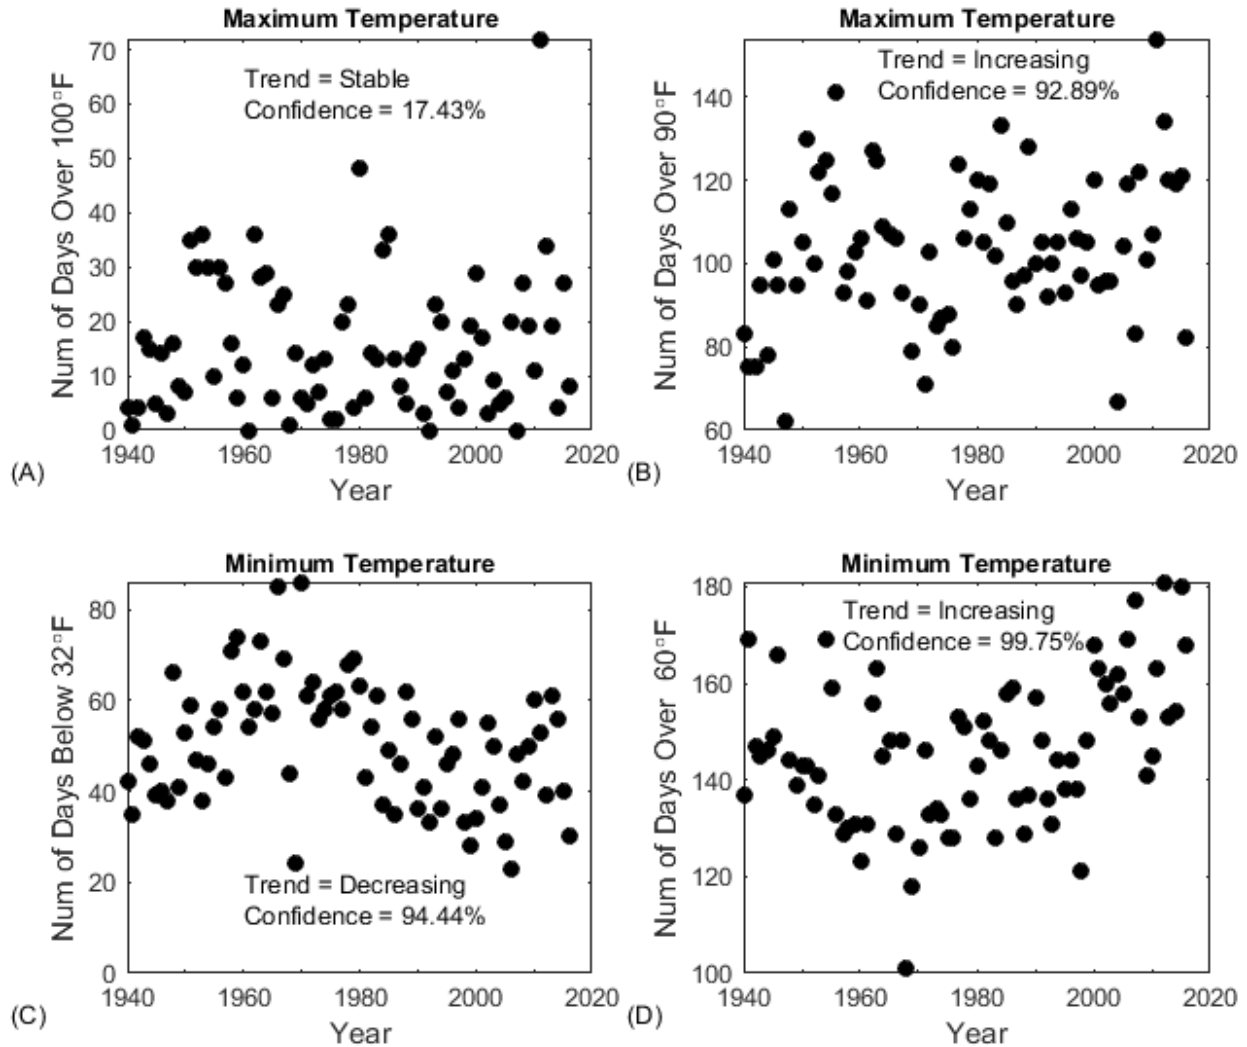 Maximum Temperature
Trend = Stable
Confidence = 17.43%
Num of Days Over 100°F
70
60
50
40
30
20
10
0
1940 1960 1980 2000 2020
Year
(A)
Maximum Temperature
Trend = Increasing
Confidence = 92.89%
Num of Days Over 90°F
140
120
100
80
60
1940 1960 1980 2000 2020
Year
(B)
Minimum Temperature
Num of Days Below 32°F
80
60
40
20
0
Trend = Decreasing
Confidence = 94.44%
1940 1960 1980 2000 2020
Year
(C)
Minimum Temperature
Trend = Increasing
Confidence = 99.75%
Num of Days Over 60°F
180
160
140
120
100
1940 1960 1980 2000 2020
Year
(D)